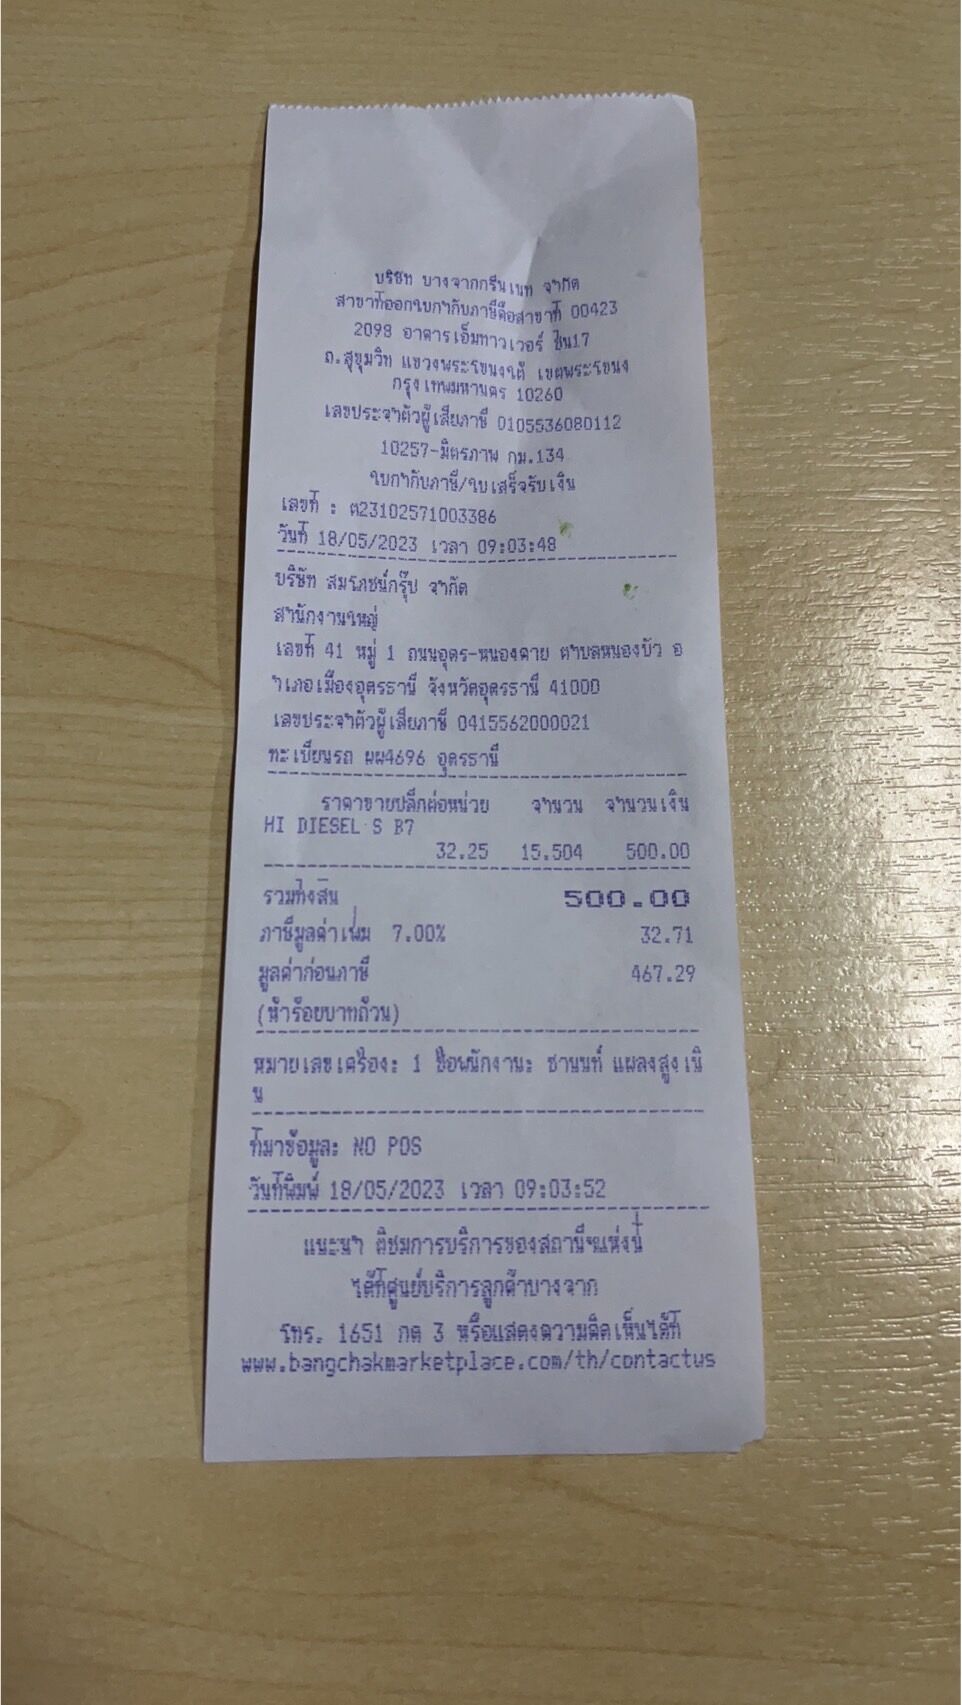 บริษัท บางจากกรีนเนท จำกัด
สาขาที่ออกใบกำกับภาษีคือสาขาที่ 00423
2098 อาคารเอ็มทาวเวอร์ ชั้น17
ถ.สุขุมวิท แขวงพระโขนงใต้ เขตพระโขนง
กรุงเทพมหานคร 10260
เลขประจำตัวผู้เสียภาษี 0105536080112
10257-มิตรภาพ กม.134
ใบกำกับภาษี/ใบเสร็จรับเงิน
เลขที่ : ต23102571003386
วันที่ 18/05/2023 เวลา 09:03:48
บริษัท สมโภชน์กรุ๊ป จำกัด
สำนักงานใหญ่
เลขที่ 41 หมู่ 1 ถนนอุดร-หนองคาย ตำบลหนองบัว อ
ำเภอเมืองอุดรธานี จังหวัดอุดรธานี 41000
เลขประจำตัวผู้เสียภาษี 0415562000021
ทะเบียนรถ ผผ4696 อุดรธานี
ราคาขายปลีกต่อหน่วย จำนวน จำนวนเงิน
HI DIESEL S B7
32.25 15.504 500.00
รวมทั้งสิ้น 500.00
ภาษีมูลค่าเพิ่ม 7.00% 32.71
มูลค่าก่อนภาษี 467.29
(ห้าร้อยบาทถ้วน)
หมายเลขเครื่อง: 1 ชื่อพนักงาน: ชานนท์ แผลงสูงเนิ
น
ที่มาข้อมูล: NO POS
วันที่พิมพ์ 18/05/2023 เวลา 09:03:52
แนะนำ ติชมการบริการของสถานีฯแห่งนี้
ได้ที่ศูนย์บริการลูกค้าบางจาก
โทร. 1651 กด 3 หรือแสดงความคิดเห็นได้ที่
www.bangchakmarketplace.com/th/contactus